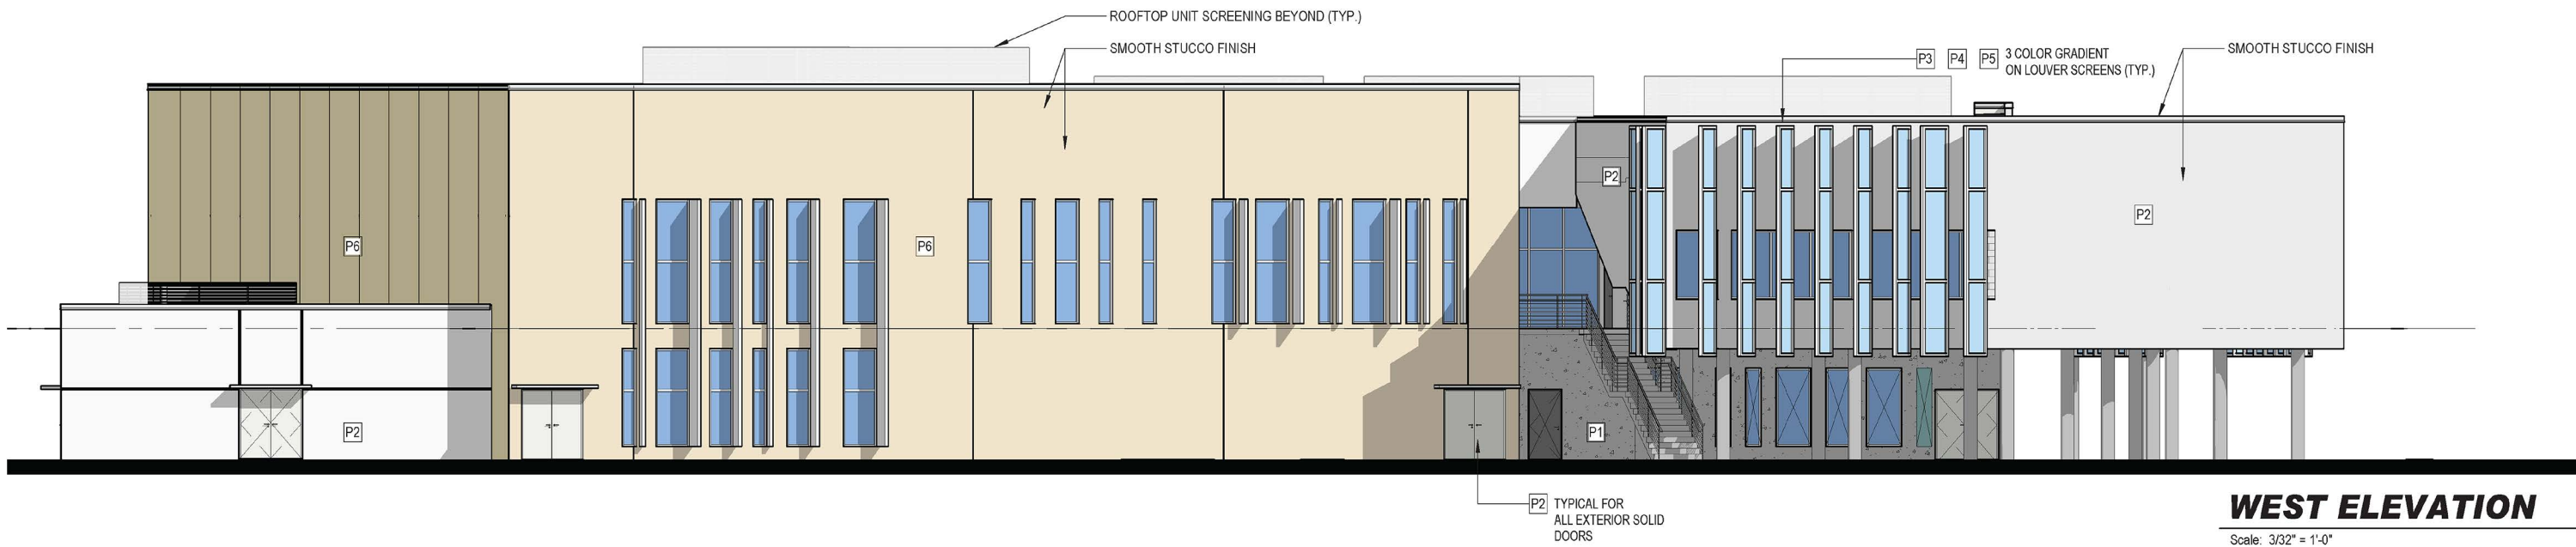 ROOFTOP UNIT SCREENING BEYOND (TYP.)
SMOOTH STUCCO FINISH
P3 P4 P5 3 COLOR GRADIENT
ON LOUVER SCREENS (TYP.)
SMOOTH STUCCO FINISH
P2
P2
P6
P6
P2
P1
P2 TYPICAL FOR
ALL EXTERIOR SOLID
DOORS
WEST ELEVATION
Scale: 3/32" = 1'-0"